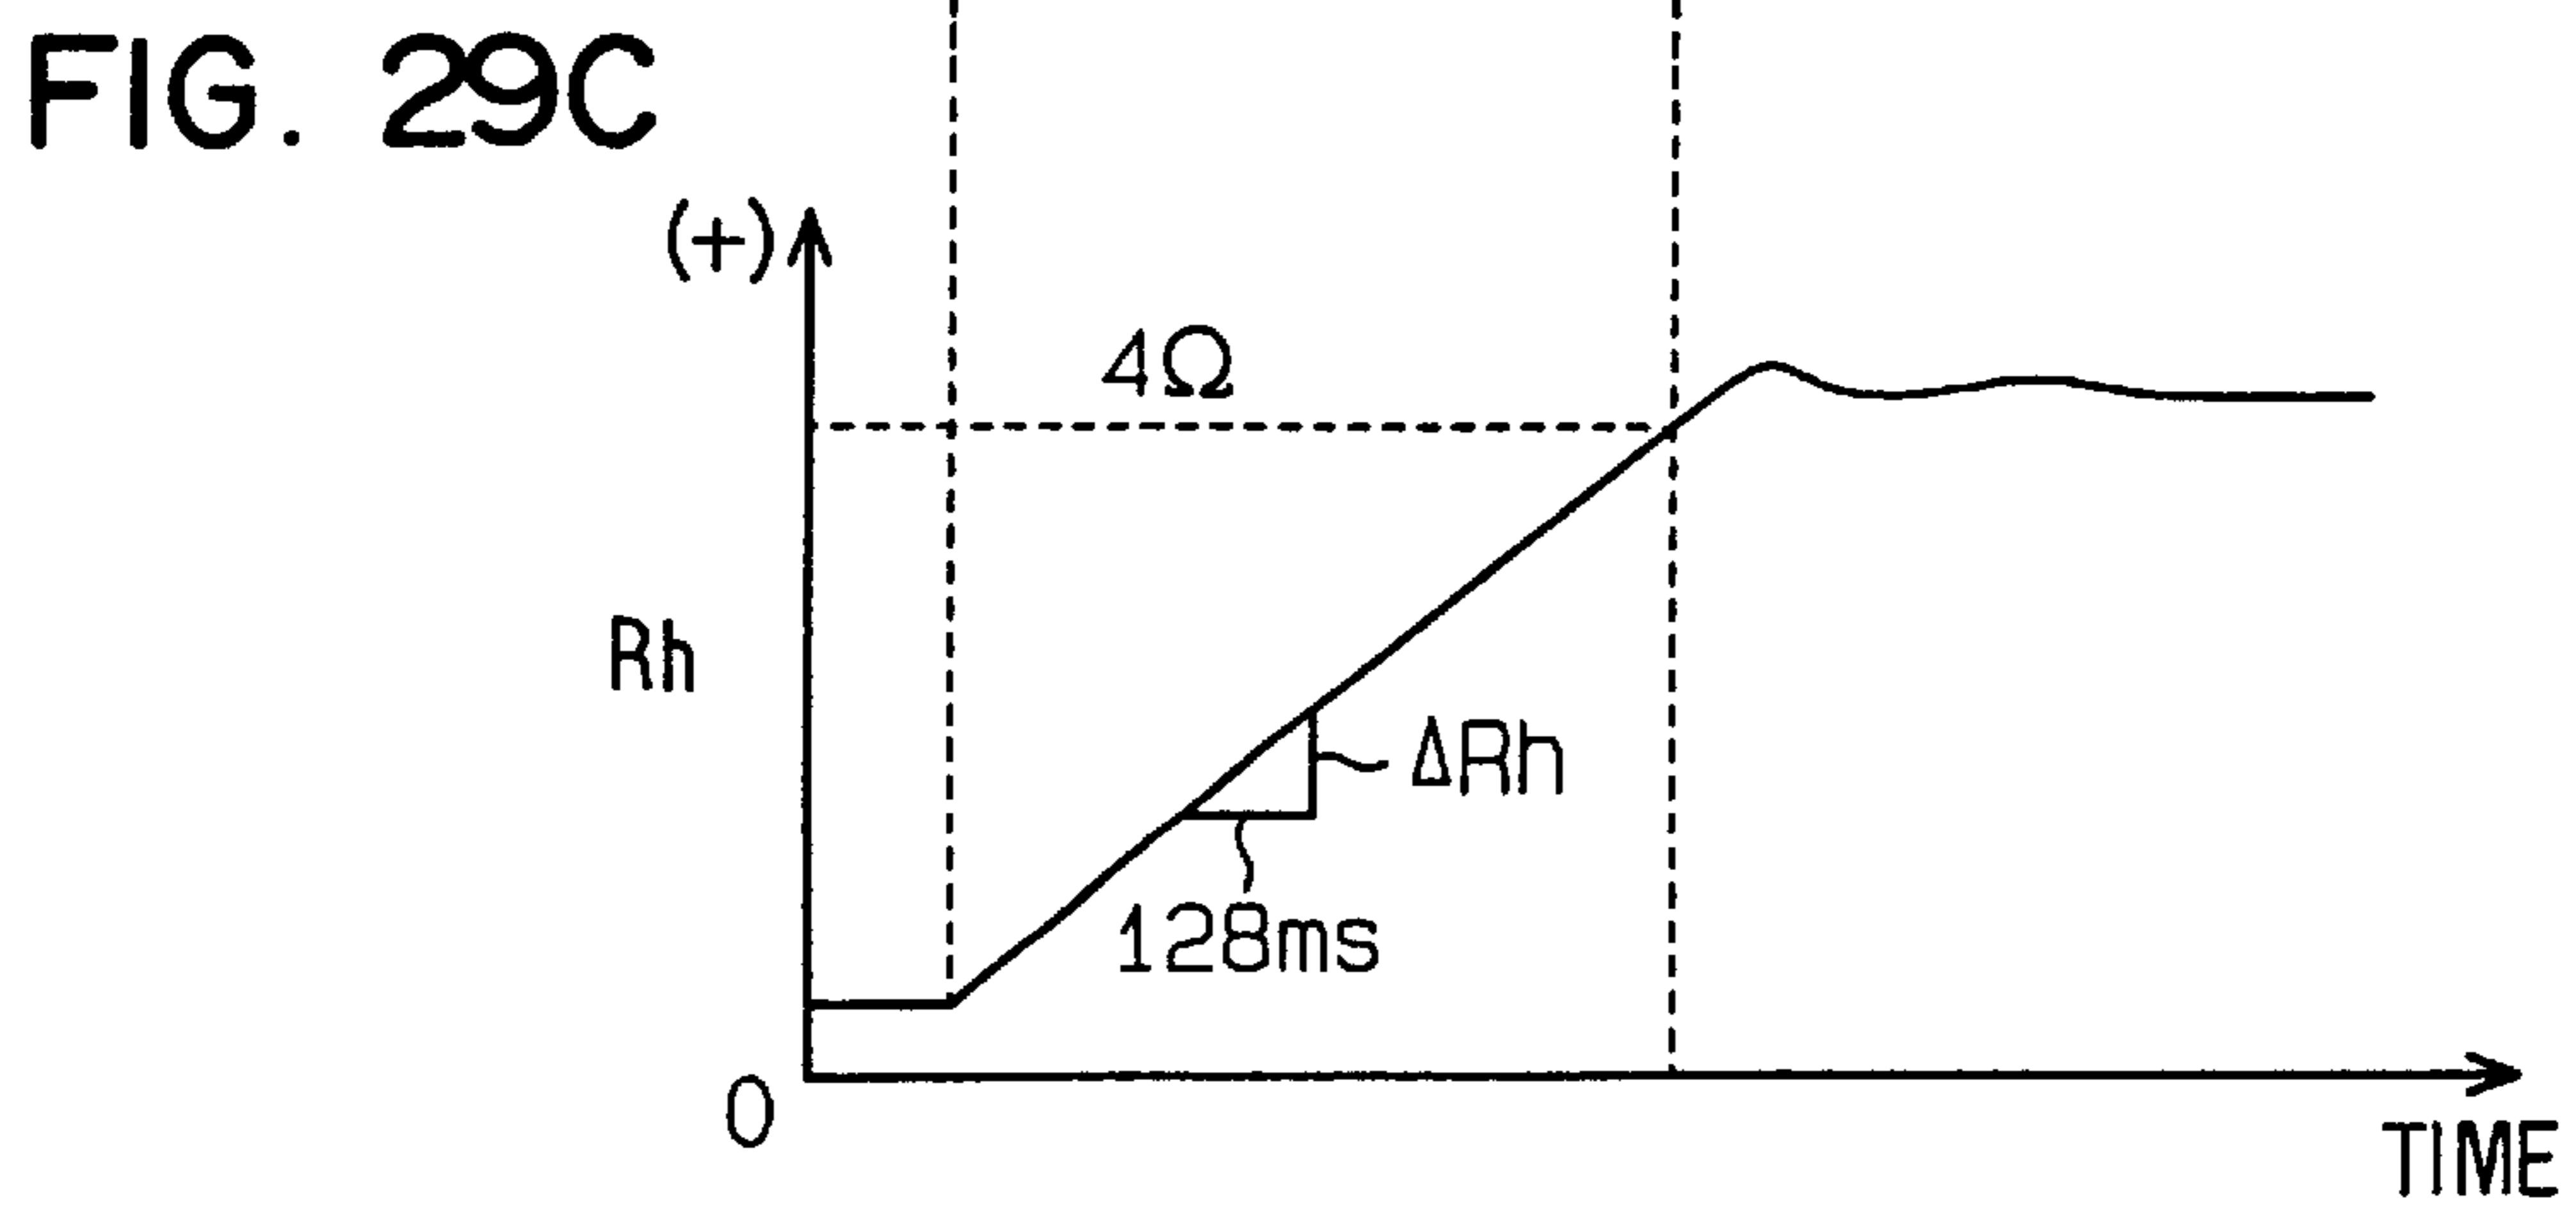 FIG. 29C
(+)
4Ω
Rh
ΔRh
128ms
0
TIME